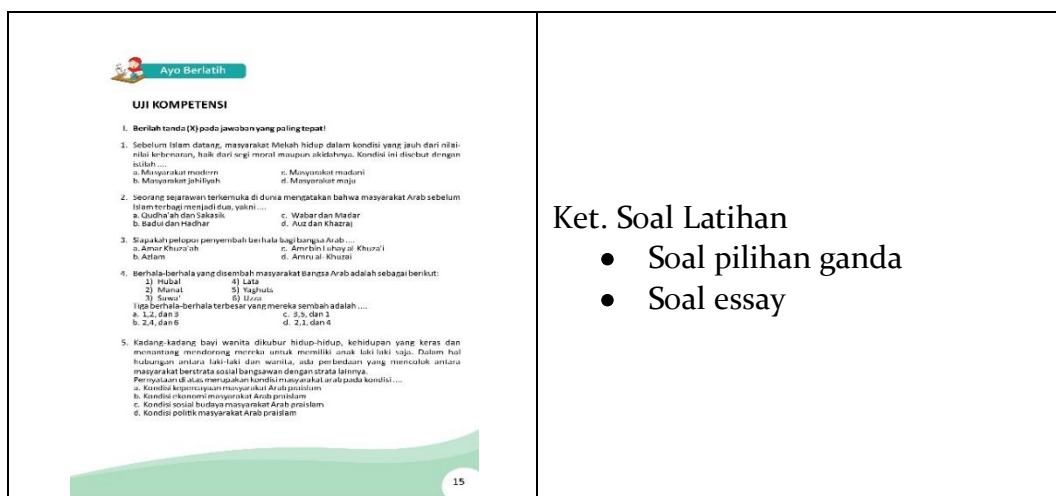 Ayo Berlatih
UJI KOMPETENSI
I. Berilah tanda (X) pada jawaban yang paling tepat!
1. Sebelum Islam datang, masyarakat Mekah hidup dalam kondisi yang jauh dari nilai-
nilai kebenaran, baik dari segi moral maupun akidahnya. Kondisi ini disebut dengan
istilah ....
a. Masyarakat modern c. Masyarakat madani
b. Masyarakat jahiliyah d. Masyarakat maju
2. Seorang sejarawan terkemuka di dunia mengatakan bahwa masyarakat Arab sebelum
Islam terbagi menjadi dua, yakni ....
a. Qudha'ah dan Sakasik c. Wabar dan Madar
b. Badui dan Hadhar d. Auz dan Khazraj
3. Siapakah pelopor penyembah berhala bagi bangsa Arab ....
a. Amar Khuza'ah c. Amr bin Luhay al-Khuza'i
b. Azlam d. Amru al-Khuzai
4. Berhala-berhala yang disembah masyarakat Bangsa Arab adalah sebagai berikut:
1) Hubal 4) Lata
2) Manat 5) Yaghuts
3) Suwa' 6) Uzza
Tiga berhala-berhala terbesar yang mereka sembah adalah ....
a. 1,2, dan 3 c. 3,5, dan 1
b. 2,4, dan 6 d. 2,1, dan 4
5. Kadang-kadang bayi wanita dikubur hidup-hidup, kehidupan yang keras dan
menantang mendorong mereka untuk memiliki anak laki-laki saja. Dalam hal
hubungan antara laki-laki dan wanita, ada perbedaan yang mencolok antara
masyarakat berstrata sosial bangsawan dengan strata lainnya.
Pernyataan di atas merupakan kondisi masyarakat arab pada kondisi ....
a. Kondisi kepercayaan masyarakat Arab praislam
b. Kondisi ekonomi masyarakat Arab praislam
c. Kondisi sosial budaya masyarakat Arab praislam
d. Kondisi politik masyarakat Arab praislam
15
Ket. Soal Latihan
● Soal pilihan ganda
● Soal essay